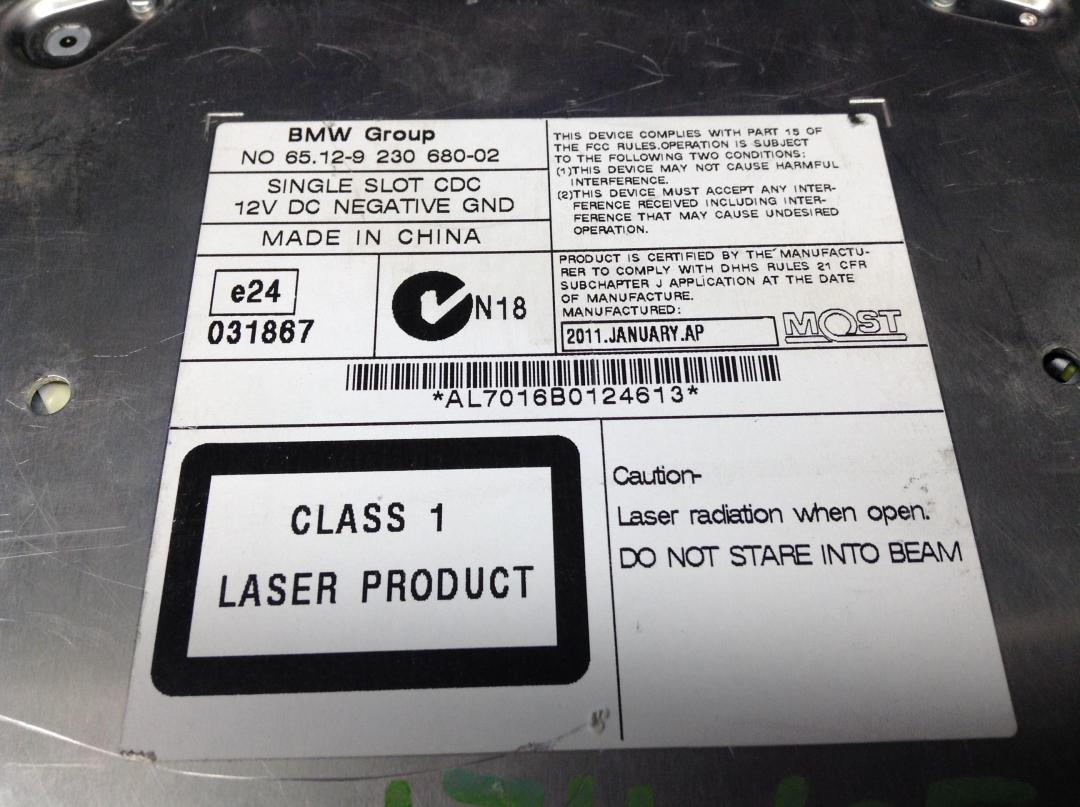 BMW Group
NO 65.12-9 230 680-02
SINGLE SLOT CDC
12V DC NEGATIVE GND
MADE IN CHINA
THIS DEVICE COMPLIES WITH PART 15 OF
THE FCC RULES.OPERATION IS SUBJECT
TO THE FOLLOWING TWO CONDITIONS:
(1)THIS DEVICE MAY NOT CAUSE HARMFUL
INTERFERENCE.
(2)THIS DEVICE MUST ACCEPT ANY INTER-
FERENCE RECEIVED INCLUDING INTER-
FERENCE THAT MAY CAUSE UNDESIRED
OPERATION.
e24
031867
N18
PRODUCT IS CERTIFIED BY THE MANUFACTU-
RER TO COMPLY WITH DHHS RULES 21 CFR
SUBCHAPTER J APPLICATION AT THE DATE
OF MANUFACTURE.
MANUFACTURED:
2011.JANUARY.AP
MOST
*AL7016B0124613*
CLASS 1
LASER PRODUCT
Caution-
Laser radiation when open.
DO NOT STARE INTO BEAM